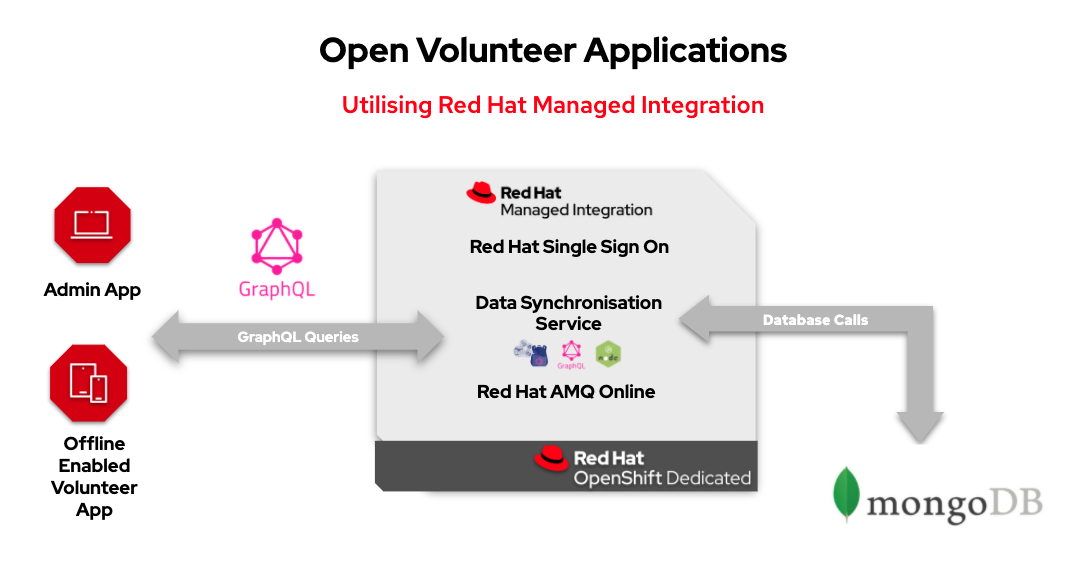 Open Volunteer Applications
Utilising Red Hat Managed Integration
Red Hat
Managed Integration
Red Hat Single Sign On
Admin App
GraphQL
Data Synchronisation
Service
GraphQL Queries
Database Calls
GraphQL
node
Red Hat AMQ Online
Offline
Enabled
Volunteer
App
Red Hat
OpenShift Dedicated
mongoDB